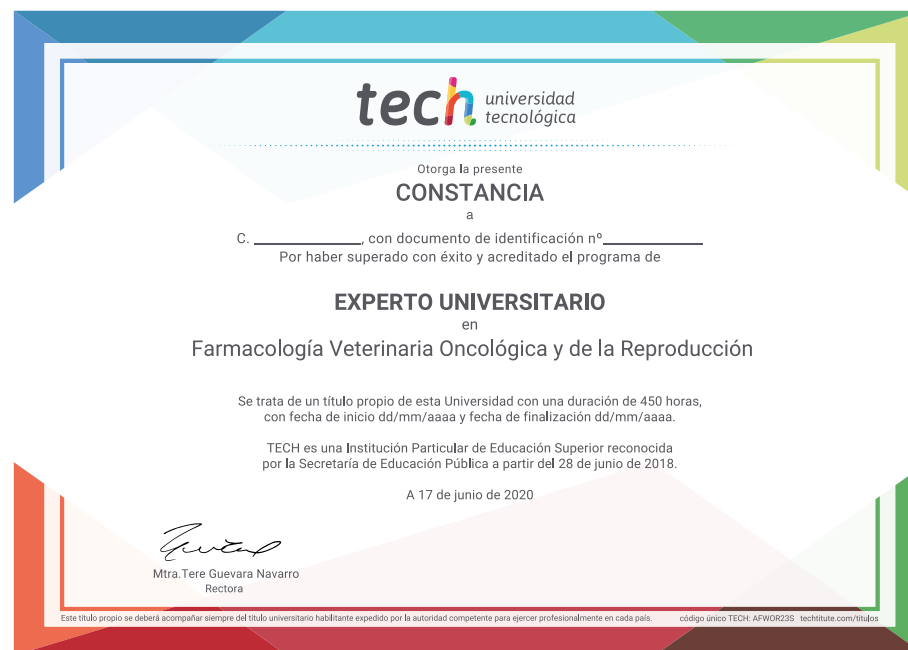 tech universidad
tecnológica
Otorga la presente
CONSTANCIA
a
C. ____________, con documento de identificación nº____________
Por haber superado con éxito y acreditado el programa de
EXPERTO UNIVERSITARIO
en
Farmacología Veterinaria Oncológica y de la Reproducción
Se trata de un título propio de esta Universidad con una duración de 450 horas,
con fecha de inicio dd/mm/aaaa y fecha de finalización dd/mm/aaaa.
TECH es una Institución Particular de Educación Superior reconocida
por la Secretaría de Educación Pública a partir del 28 de junio de 2018.
A 17 de junio de 2020
Mtra.Tere Guevara Navarro
Rectora
Este título propio se deberá acompañar siempre del título universitario habilitante expedido por la autoridad competente para ejercer profesionalmente en cada país. código único TECH: AFWOR23S techtitute.com/titulos